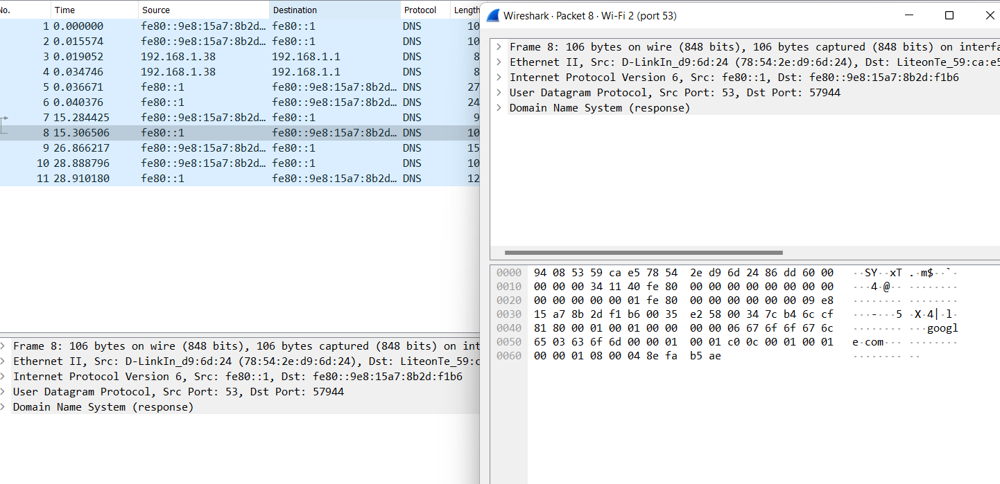 No. Time Source Destination Protocol Length
1 0.000000 fe80::9e8:15a7:8b2d… fe80::1 DNS 10
2 0.015574 fe80::9e8:15a7:8b2d… fe80::1 DNS 10
3 0.019052 192.168.1.38 192.168.1.1 DNS 8
4 0.034746 192.168.1.38 192.168.1.1 DNS 8
5 0.036671 fe80::1 fe80::9e8:15a7:8b2d… DNS 27
6 0.040376 fe80::1 fe80::9e8:15a7:8b2d… DNS 24
7 15.284425 fe80::9e8:15a7:8b2d… fe80::1 DNS 9
8 15.306506 fe80::1 fe80::9e8:15a7:8b2d… DNS 10
9 26.866217 fe80::9e8:15a7:8b2d… fe80::1 DNS 15
10 28.888796 fe80::9e8:15a7:8b2d… fe80::1 DNS 10
11 28.910180 fe80::1 fe80::9e8:15a7:8b2d… DNS 12
Frame 8: 106 bytes on wire (848 bits), 106 bytes captured (848 bits) on int
Ethernet II, Src: D-LinkIn_d9:6d:24 (78:54:2e:d9:6d:24), Dst: LiteonTe_59:c
Internet Protocol Version 6, Src: fe80::1, Dst: fe80::9e8:15a7:8b2d:f1b6
User Datagram Protocol, Src Port: 53, Dst Port: 57944
Domain Name System (response)
Wireshark · Packet 8 · Wi-Fi 2 (port 53)
Frame 8: 106 bytes on wire (848 bits), 106 bytes captured (848 bits) on interfa
Ethernet II, Src: D-LinkIn_d9:6d:24 (78:54:2e:d9:6d:24), Dst: LiteonTe_59:ca:e5
Internet Protocol Version 6, Src: fe80::1, Dst: fe80::9e8:15a7:8b2d:f1b6
User Datagram Protocol, Src Port: 53, Dst Port: 57944
Domain Name System (response)
0000 94 08 53 59 ca e5 78 54 2e d9 6d 24 86 dd 60 00 ··SY··xT .·m$··`·
0010 00 00 00 34 11 40 fe 80 00 00 00 00 00 00 00 00 ···4·@·· ········
0020 00 00 00 00 00 01 fe 80 00 00 00 00 00 00 09 e8 ········ ········
0030 15 a7 8b 2d f1 b6 00 35 e2 58 00 34 7c b4 6c cf ···-···5 ·X·4|·l·
0040 81 80 00 01 00 01 00 00 00 00 06 67 6f 6f 67 6c ········ ···googl
0050 65 03 63 6f 6d 00 00 01 00 01 c0 0c 00 01 00 01 e·com··· ········
0060 00 00 01 08 00 04 8e fa b5 ae ········ ··